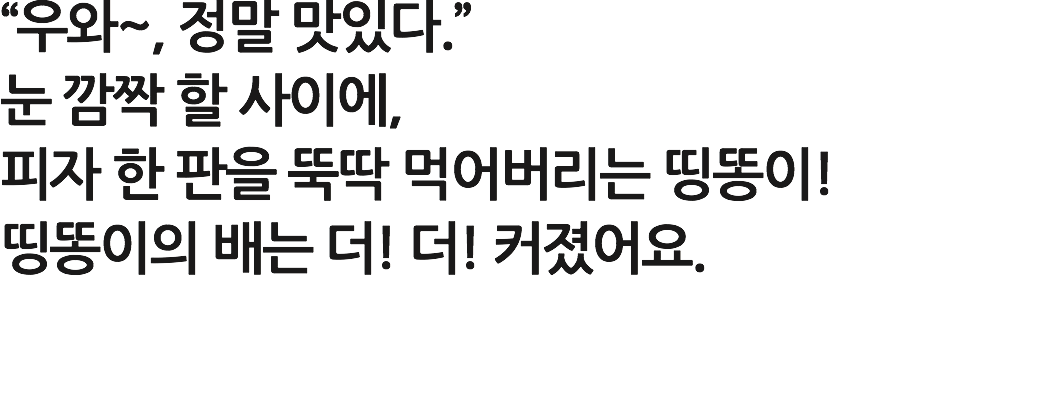 “우와~, 정말 맛있다.”
눈 깜짝 할 사이에,
피자 한 판을 뚝딱 먹어버리는 띵똥이!
띵똥이의 배는 더! 더! 커졌어요.